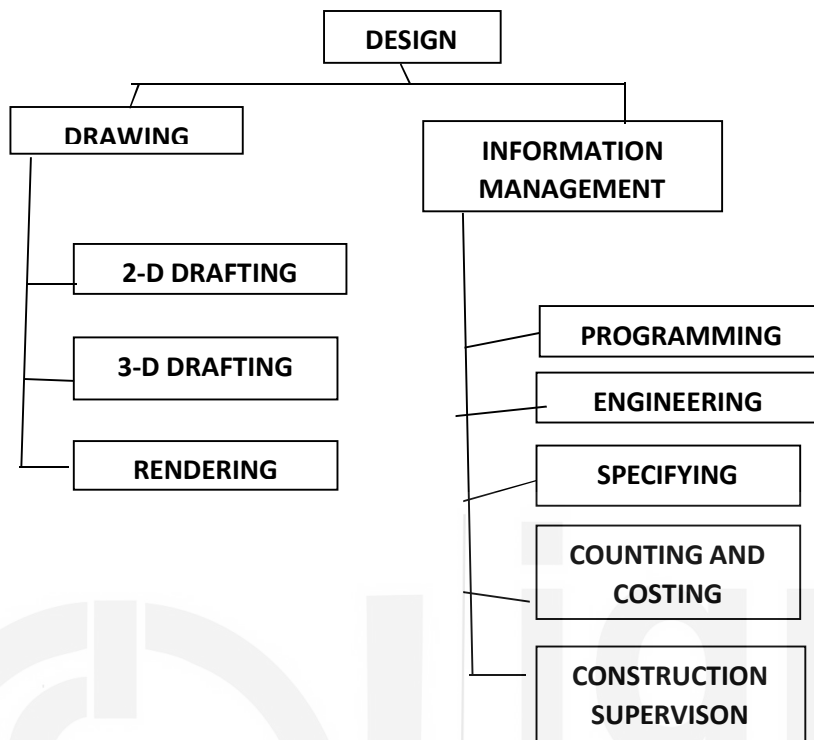 DESIGN
DRAWING
INFORMATION
MANAGEMENT
2-D DRAFTING
3-D DRAFTING
RENDERING
PROGRAMMING
ENGINEERING
SPECIFYING
COUNTING AND
COSTING
CONSTRUCTION
SUPERVISON